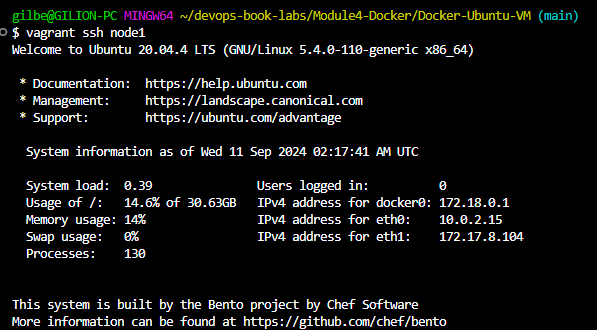 gilbe@GILION-PC MINGW64 ~/devops-book-labs/Module4-Docker/Docker-Ubuntu-VM (main)
$ vagrant ssh node1
Welcome to Ubuntu 20.04.4 LTS (GNU/Linux 5.4.0-110-generic x86_64)
* Documentation:  https://help.ubuntu.com
* Management:     https://landscape.canonical.com
* Support:        https://ubuntu.com/advantage
System information as of Wed 11 Sep 2024 02:17:41 AM UTC
System load:  0.39               Users logged in:          0
Usage of /:   14.6% of 30.63GB   IPv4 address for docker0: 172.18.0.1
Memory usage: 14%                IPv4 address for eth0:    10.0.2.15
Swap usage:   0%                 IPv4 address for eth1:    172.17.8.104
Processes:    130
This system is built by the Bento project by Chef Software
More information can be found at https://github.com/chef/bento